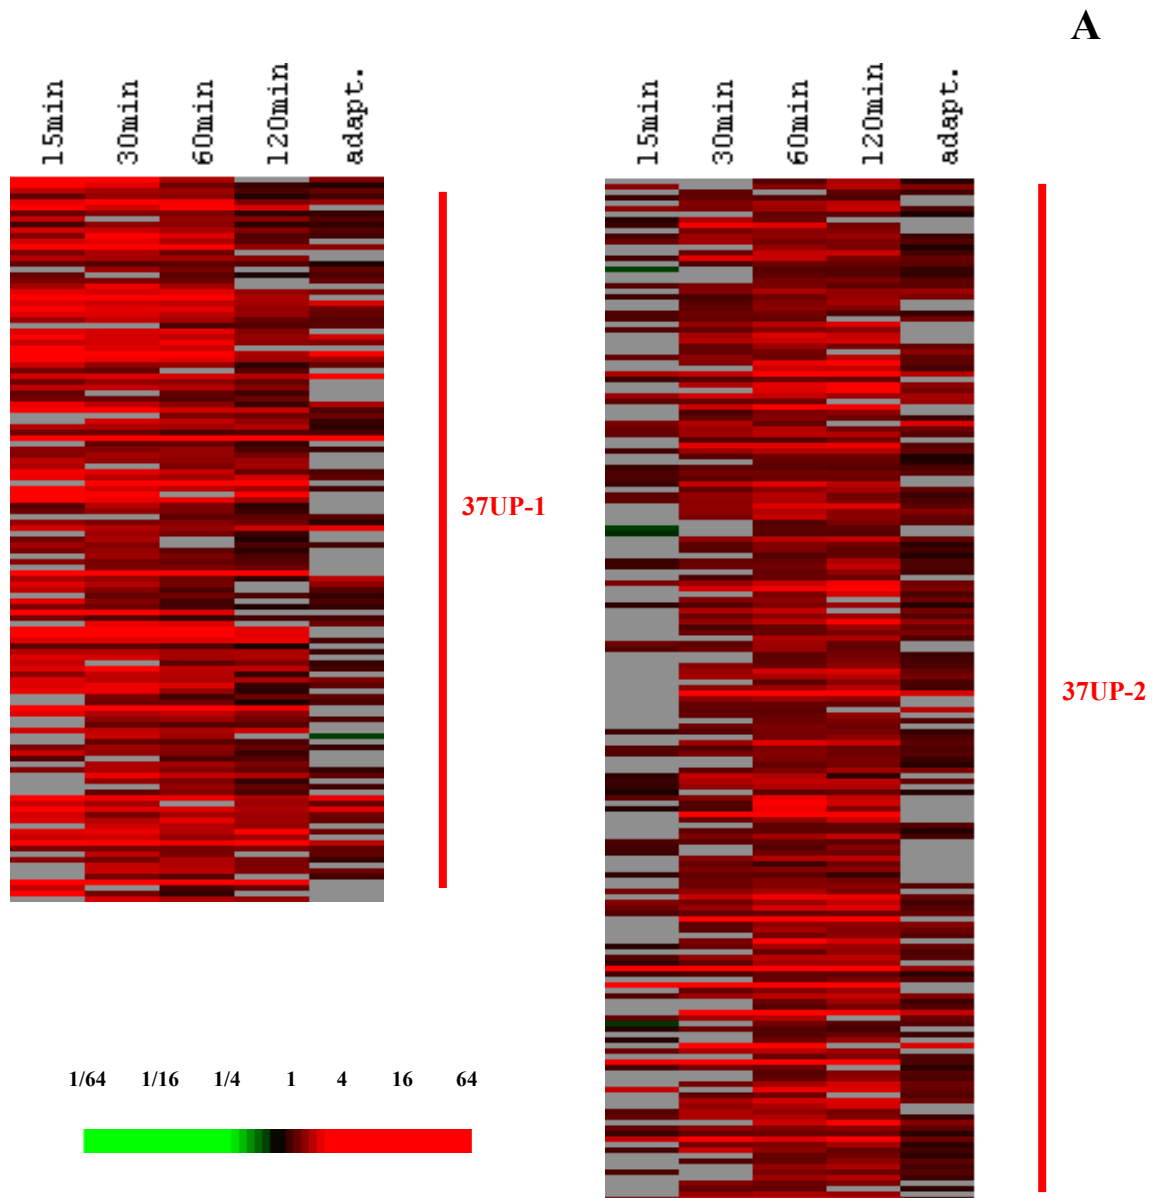 A
15min 30min 60min 120min adapt.
15min 30min 60min 120min adapt.
37UP-1
37UP-2
1/64 1/16 1/4 1 4 16 64